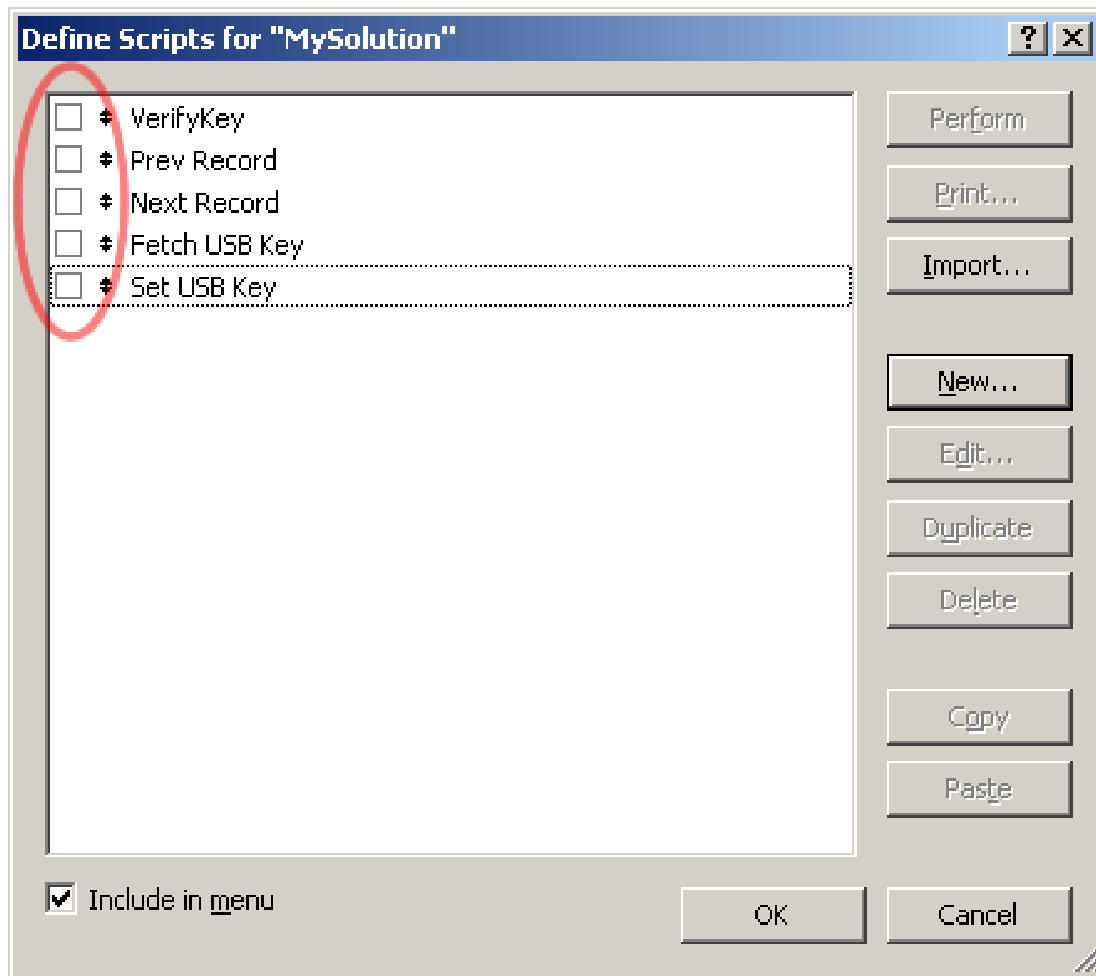 Define Scripts for "MySolution"
VerifyKey
Prev Record
Next Record
Fetch USB Key
Set USB Key
Perform
Print...
Import...
New...
Edit...
Duplicate
Delete
Copy
Paste
Include in menu
OK
Cancel